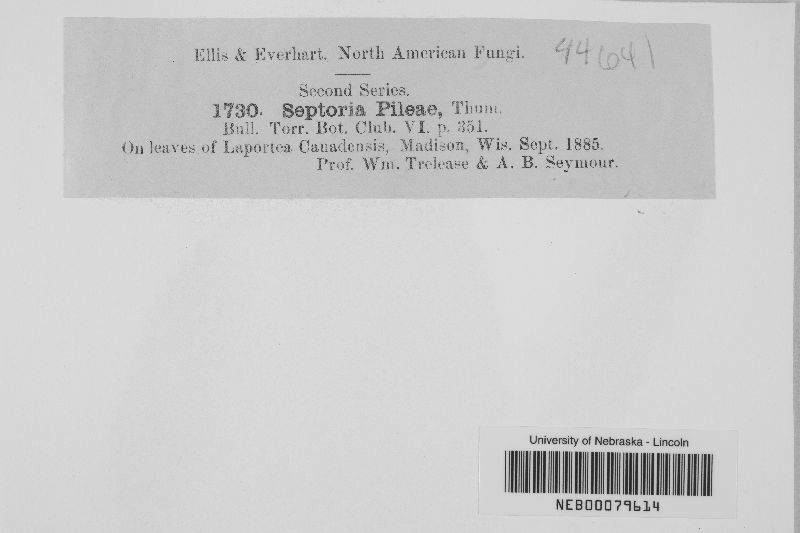 Ellis & Everhart. North American Fungi.
44641
Second Series.
1730. Septoria Pileae, Thum.
Bull. Torr. Bot. Club. VI. p. 351.
On leaves of Laportea Canadensis, Madison, Wis. Sept. 1885.
Prof. Wm. Trelease & A. B. Seymour.
University of Nebraska - Lincoln
NEB00079614